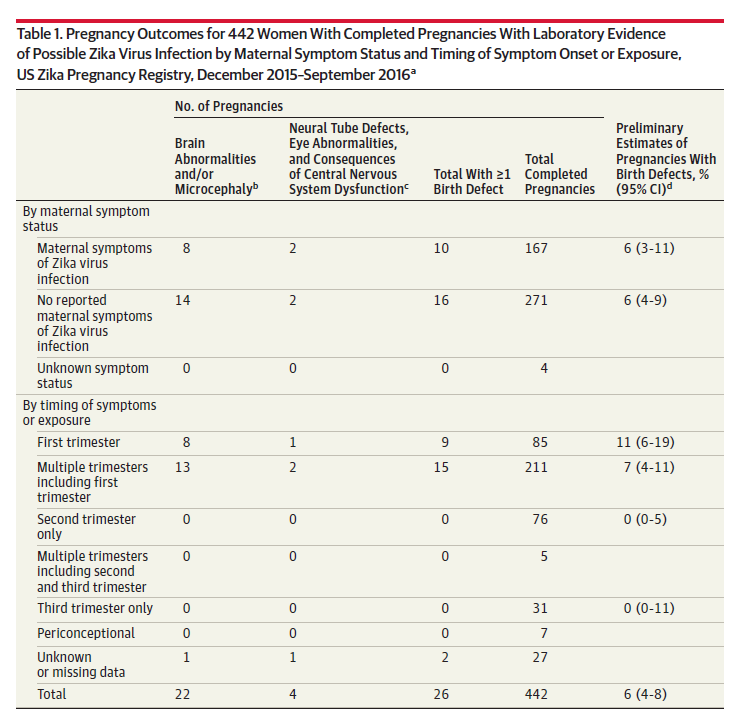 Table 1. Pregnancy Outcomes for 442 Women With Completed Pregnancies With Laboratory Evidence
of Possible Zika Virus Infection by Maternal Symptom Status and Timing of Symptom Onset or Exposure,
US Zika Pregnancy Registry, December 2015–September 2016a
No. of Pregnancies
Brain
Abnormalities
and/or
Microcephalyb
Neural Tube Defects,
Eye Abnormalities,
and Consequences
of Central Nervous
System Dysfunctionc
Total With ≥1
Birth Defect
Total
Completed
Pregnancies
Preliminary
Estimates of
Pregnancies With
Birth Defects, %
(95% CI)d
By maternal symptom
status
Maternal symptoms
of Zika virus
infection
8 2 10 167 6 (3-11)
No reported
maternal symptoms
of Zika virus
infection
14 2 16 271 6 (4-9)
Unknown symptom
status
0 0 0 4
By timing of symptoms
or exposure
First trimester 8 1 9 85 11 (6-19)
Multiple trimesters
including first
trimester
13 2 15 211 7 (4-11)
Second trimester
only
0 0 0 76 0 (0-5)
Multiple trimesters
including second
and third trimester
0 0 0 5
Third trimester only 0 0 0 31 0 (0-11)
Periconceptional 0 0 0 7
Unknown
or missing data
1 1 2 27
Total 22 4 26 442 6 (4-8)